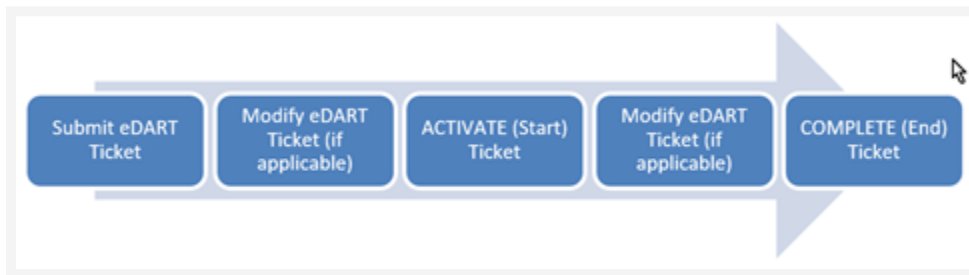 Submit eDART
Ticket
Modify eDART
Ticket (if
applicable)
ACTIVATE (Start)
Ticket
Modify eDART
Ticket (if
applicable)
COMPLETE (End)
Ticket